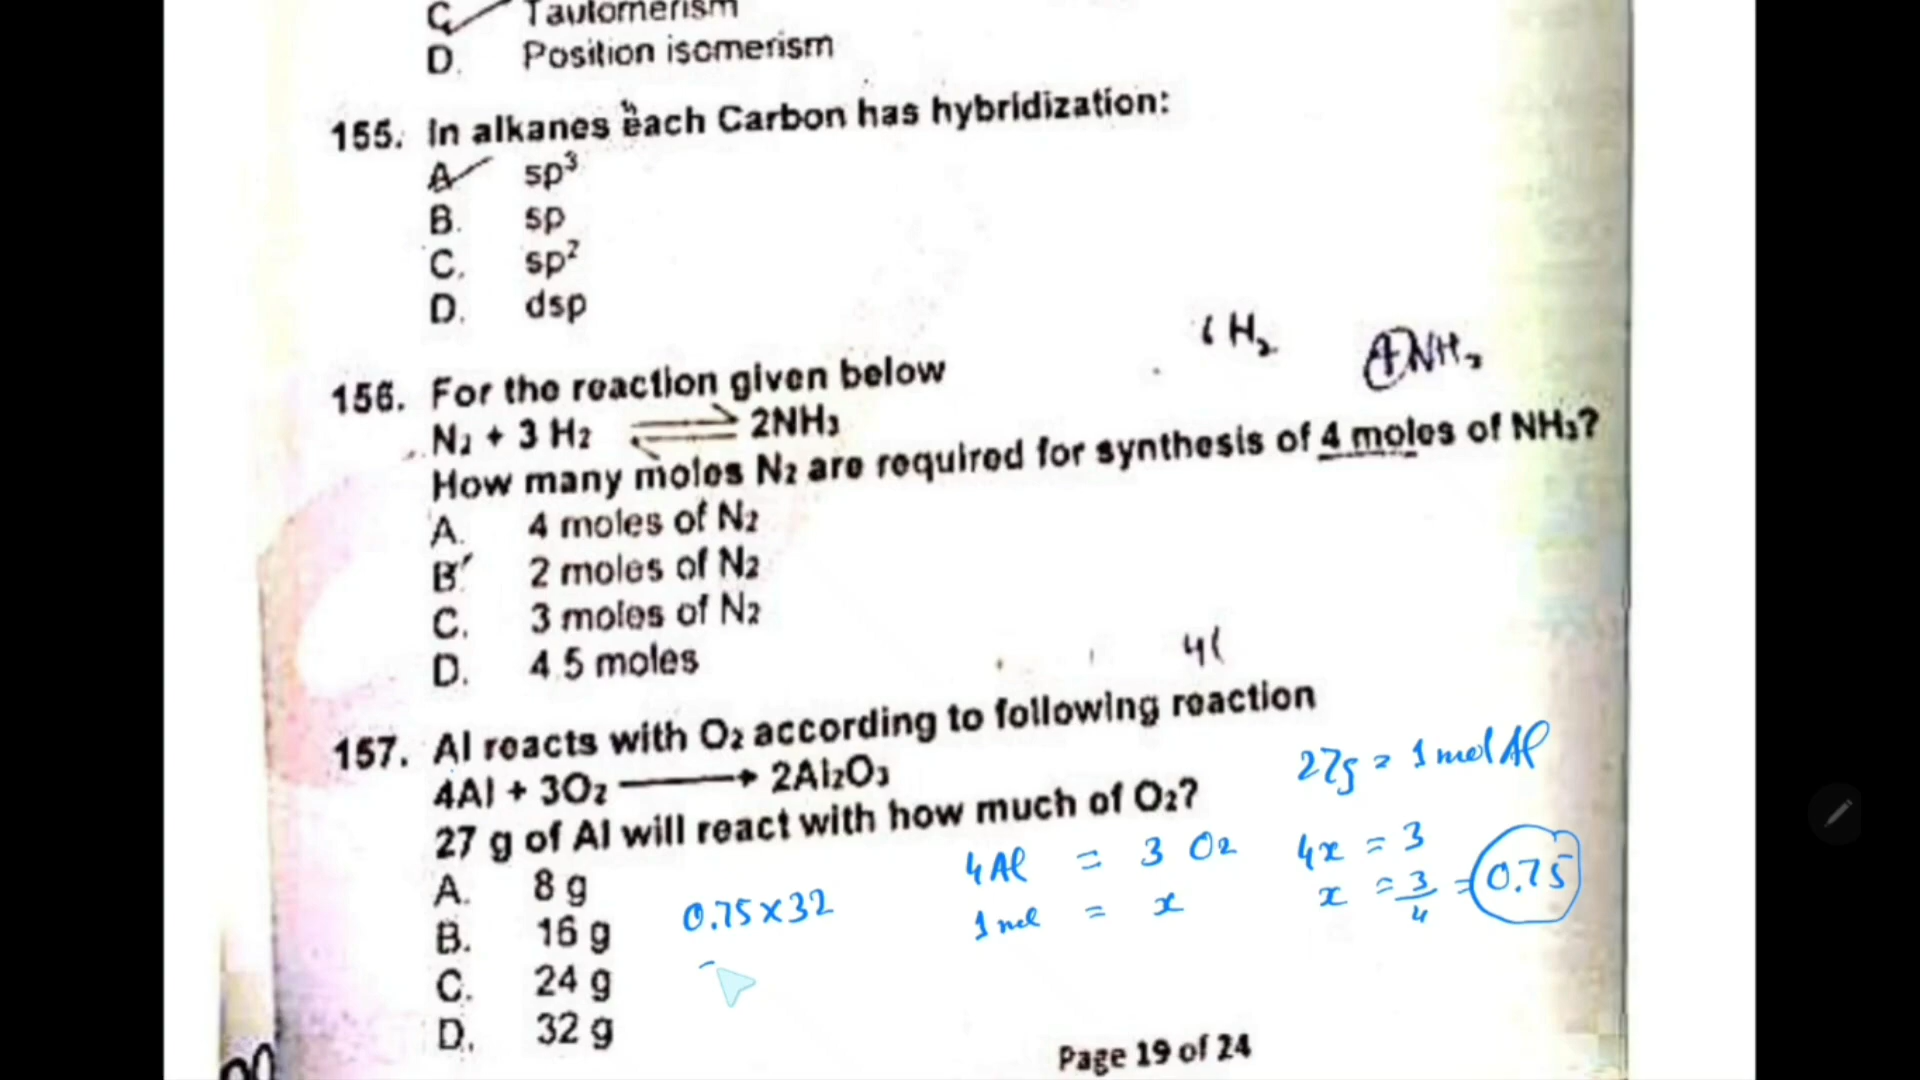 C. Tautomerism
D. Position isomerism
155. In alkanes each Carbon has hybridization:
A. sp³
B. sp
C. sp²
D. dsp
H₂
4NH₃
156. For the reaction given below
N₂ + 3 H₂ ⇌ 2NH₃
How many moles N₂ are required for synthesis of 4 moles of NH₃?
A. 4 moles of N₂
B. 2 moles of N₂
C. 3 moles of N₂
D. 4.5 moles
157. Al reacts with O₂ according to following reaction
4Al + 3O₂ → 2Al₂O₃
27 g of Al will react with how much of O₂?
A. 8 g
B. 16 g
C. 24 g
D. 32 g
27g = 1 mol Al
4Al = 3 O₂
1 mol = x
4x = 3
x = 3/4 = 0.75
0.75 x 32
Page 19 of 24